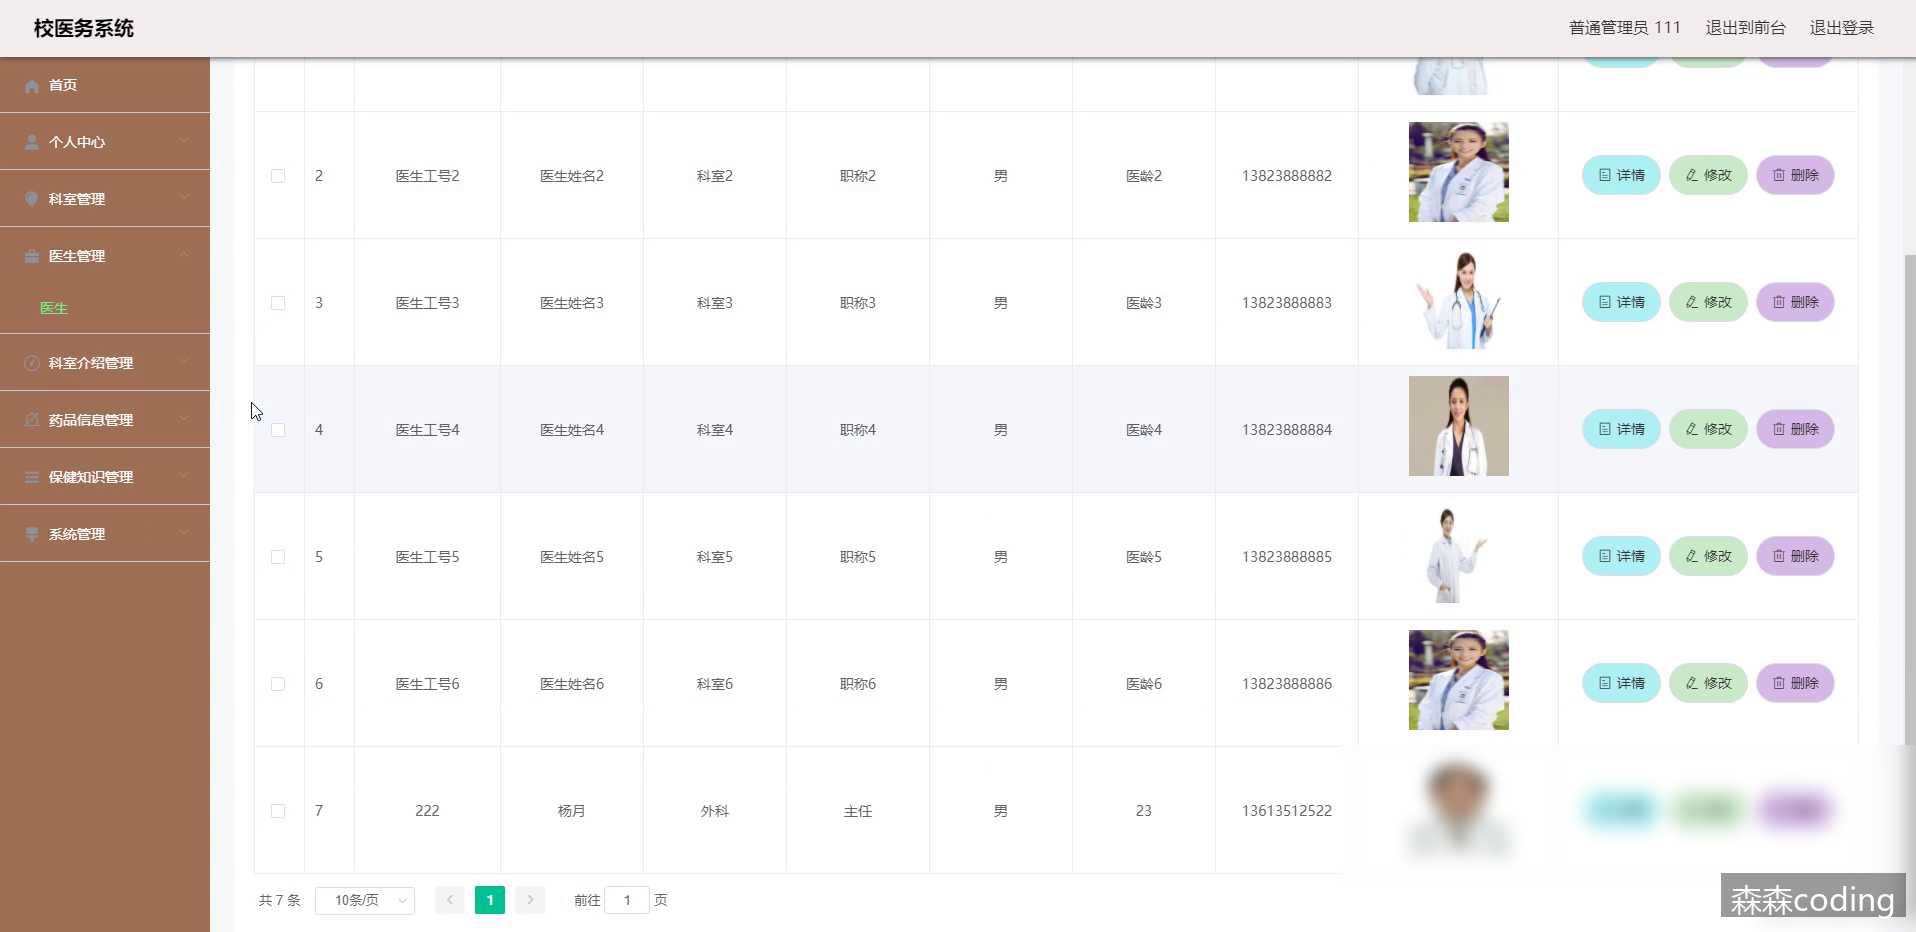 校医务系统
普通管理员 111 退出到前台 退出登录
首页
个人中心
科室管理
医生管理
医生
科室介绍管理
药品信息管理
保健知识管理
系统管理
2 医生工号2 医生姓名2 科室2 职称2 男 医龄2 13823888882 详情 修改 删除
3 医生工号3 医生姓名3 科室3 职称3 男 医龄3 13823888883 详情 修改 删除
4 医生工号4 医生姓名4 科室4 职称4 男 医龄4 13823888884 详情 修改 删除
5 医生工号5 医生姓名5 科室5 职称5 男 医龄5 13823888885 详情 修改 删除
6 医生工号6 医生姓名6 科室6 职称6 男 医龄6 13823888886 详情 修改 删除
7 222 杨月 外科 主任 男 23 13613512522
共 7 条 10条/页 1 前往 1 页
森森coding